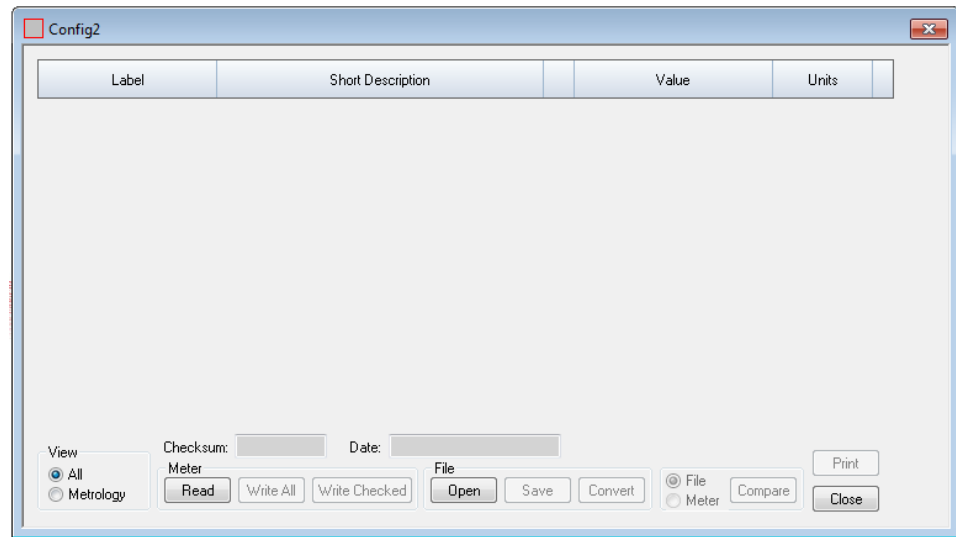 Config2
Label Short Description Value Units
Checksum: Date:
View
All
Metrology
Meter
Read Write All Write Checked
File
Open Save Convert
File
Meter
Compare
Print
Close